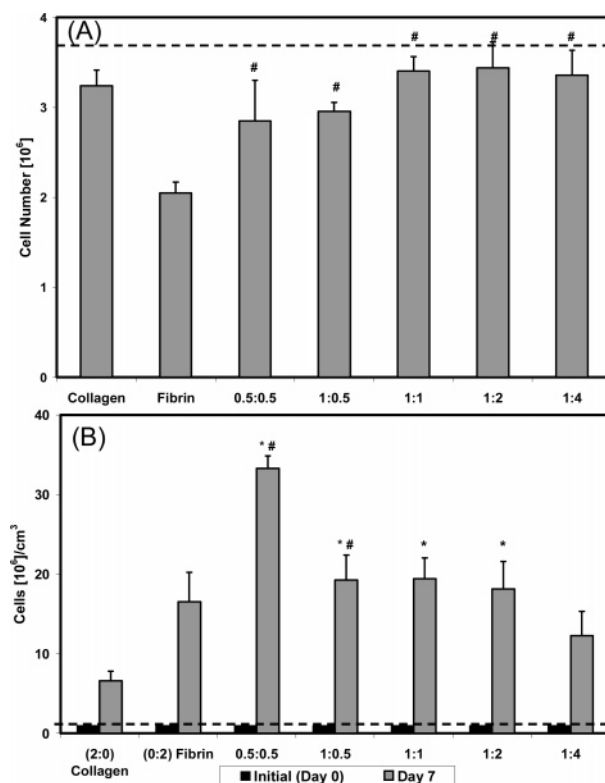 (A)
4
3
2
1
0
Cell Number [10⁶]
# # # # #
Collagen Fibrin 0.5:0.5 1:0.5 1:1 1:2 1:4
(B)
40
30
20
10
0
Cells [10⁶]/cm³
* # * # * *
(2:0) Collagen (0:2) Fibrin 0.5:0.5 1:0.5 1:1 1:2 1:4
Initial (Day 0) Day 7